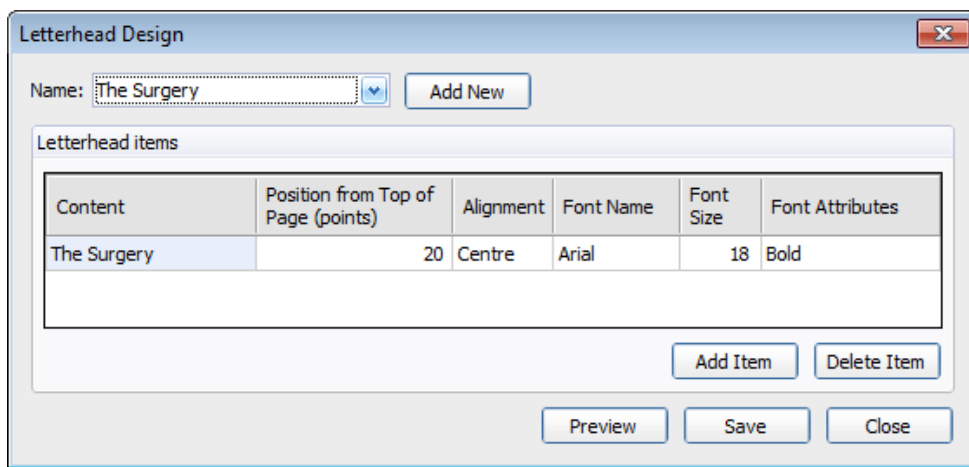 Letterhead Design
Name: The Surgery Add New
Letterhead items
Content Position from Top of Page (points) Alignment Font Name Font Size Font Attributes
The Surgery 20 Centre Arial 18 Bold
Add Item Delete Item
Preview Save Close